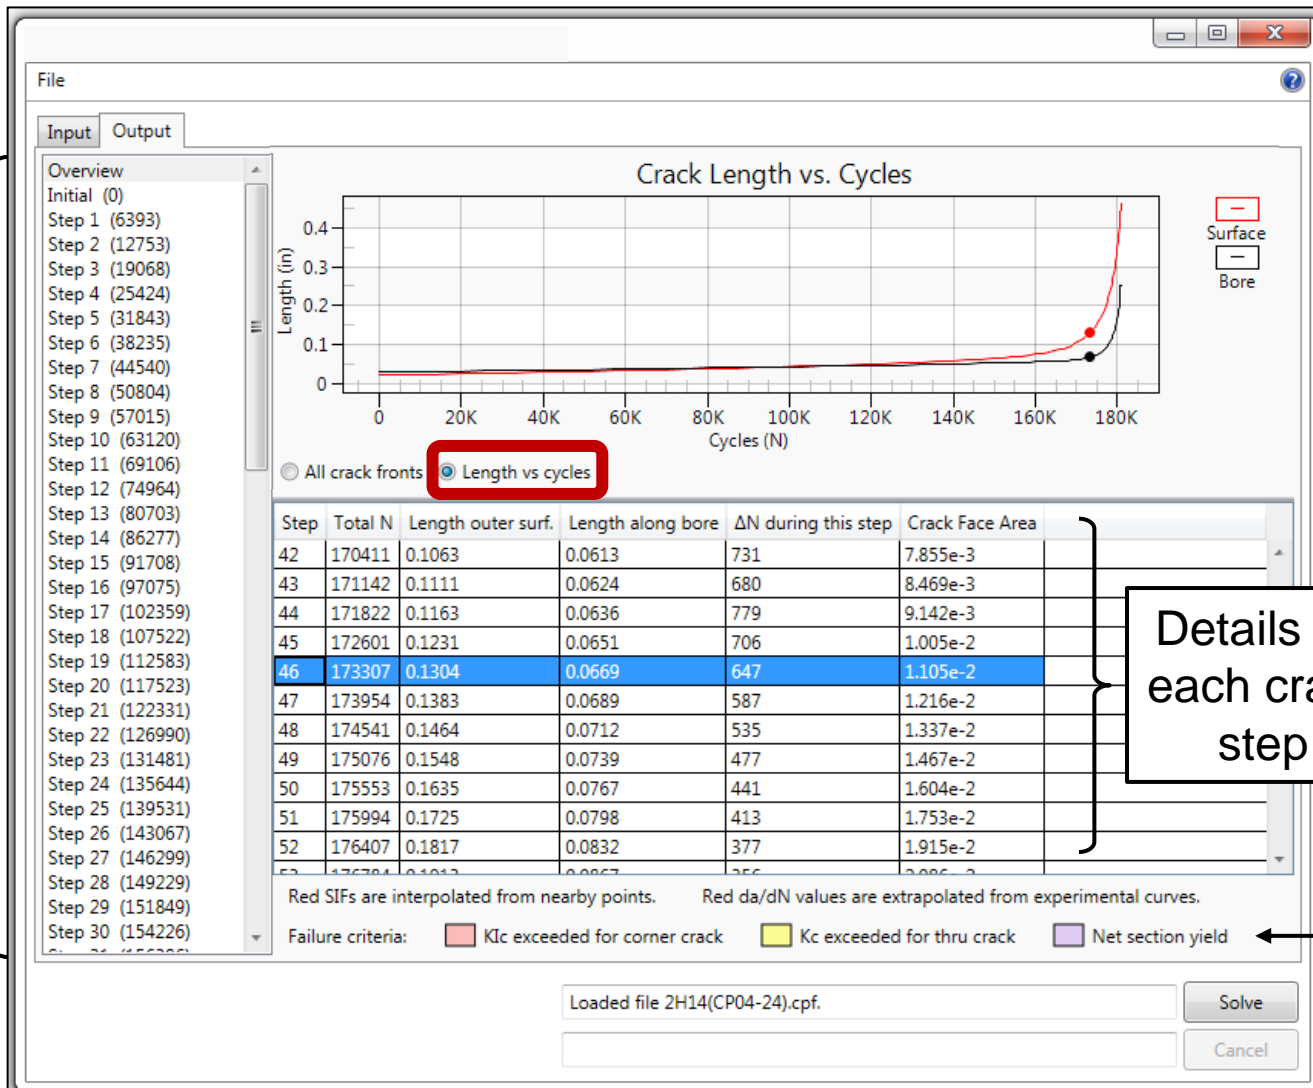 File
Input Output
Overview
Initial (0)
Step 1 (6393)
Step 2 (12753)
Step 3 (19068)
Step 4 (25424)
Step 5 (31843)
Step 6 (38235)
Step 7 (44540)
Step 8 (50804)
Step 9 (57015)
Step 10 (63120)
Step 11 (69106)
Step 12 (74964)
Step 13 (80703)
Step 14 (86277)
Step 15 (91708)
Step 16 (97075)
Step 17 (102359)
Step 18 (107522)
Step 19 (112583)
Step 20 (117523)
Step 21 (122331)
Step 22 (126990)
Step 23 (131481)
Step 24 (135644)
Step 25 (139531)
Step 26 (143067)
Step 27 (146299)
Step 28 (149229)
Step 29 (151849)
Step 30 (154226)
Crack Length vs. Cycles
Length (in)
0.4
0.3
0.2
0.1
0
0 20K 40K 60K 80K 100K 120K 140K 160K 180K
Cycles (N)
Surface
Bore
All crack fronts Length vs cycles
Step Total N Length outer surf. Length along bore ΔN during this step Crack Face Area
42 170411 0.1063 0.0613 731 7.855e-3
43 171142 0.1111 0.0624 680 8.469e-3
44 171822 0.1163 0.0636 779 9.142e-3
45 172601 0.1231 0.0651 706 1.005e-2
46 173307 0.1304 0.0669 647 1.105e-2
47 173954 0.1383 0.0689 587 1.216e-2
48 174541 0.1464 0.0712 535 1.337e-2
49 175076 0.1548 0.0739 477 1.467e-2
50 175553 0.1635 0.0767 441 1.604e-2
51 175994 0.1725 0.0798 413 1.753e-2
52 176407 0.1817 0.0832 377 1.915e-2
Details
each cra
step
Red SIFs are interpolated from nearby points. Red da/dN values are extrapolated from experimental curves.
Failure criteria: KIc exceeded for corner crack Kc exceeded for thru crack Net section yield
Loaded file 2H14(CP04-24).cpf.
Solve
Cancel